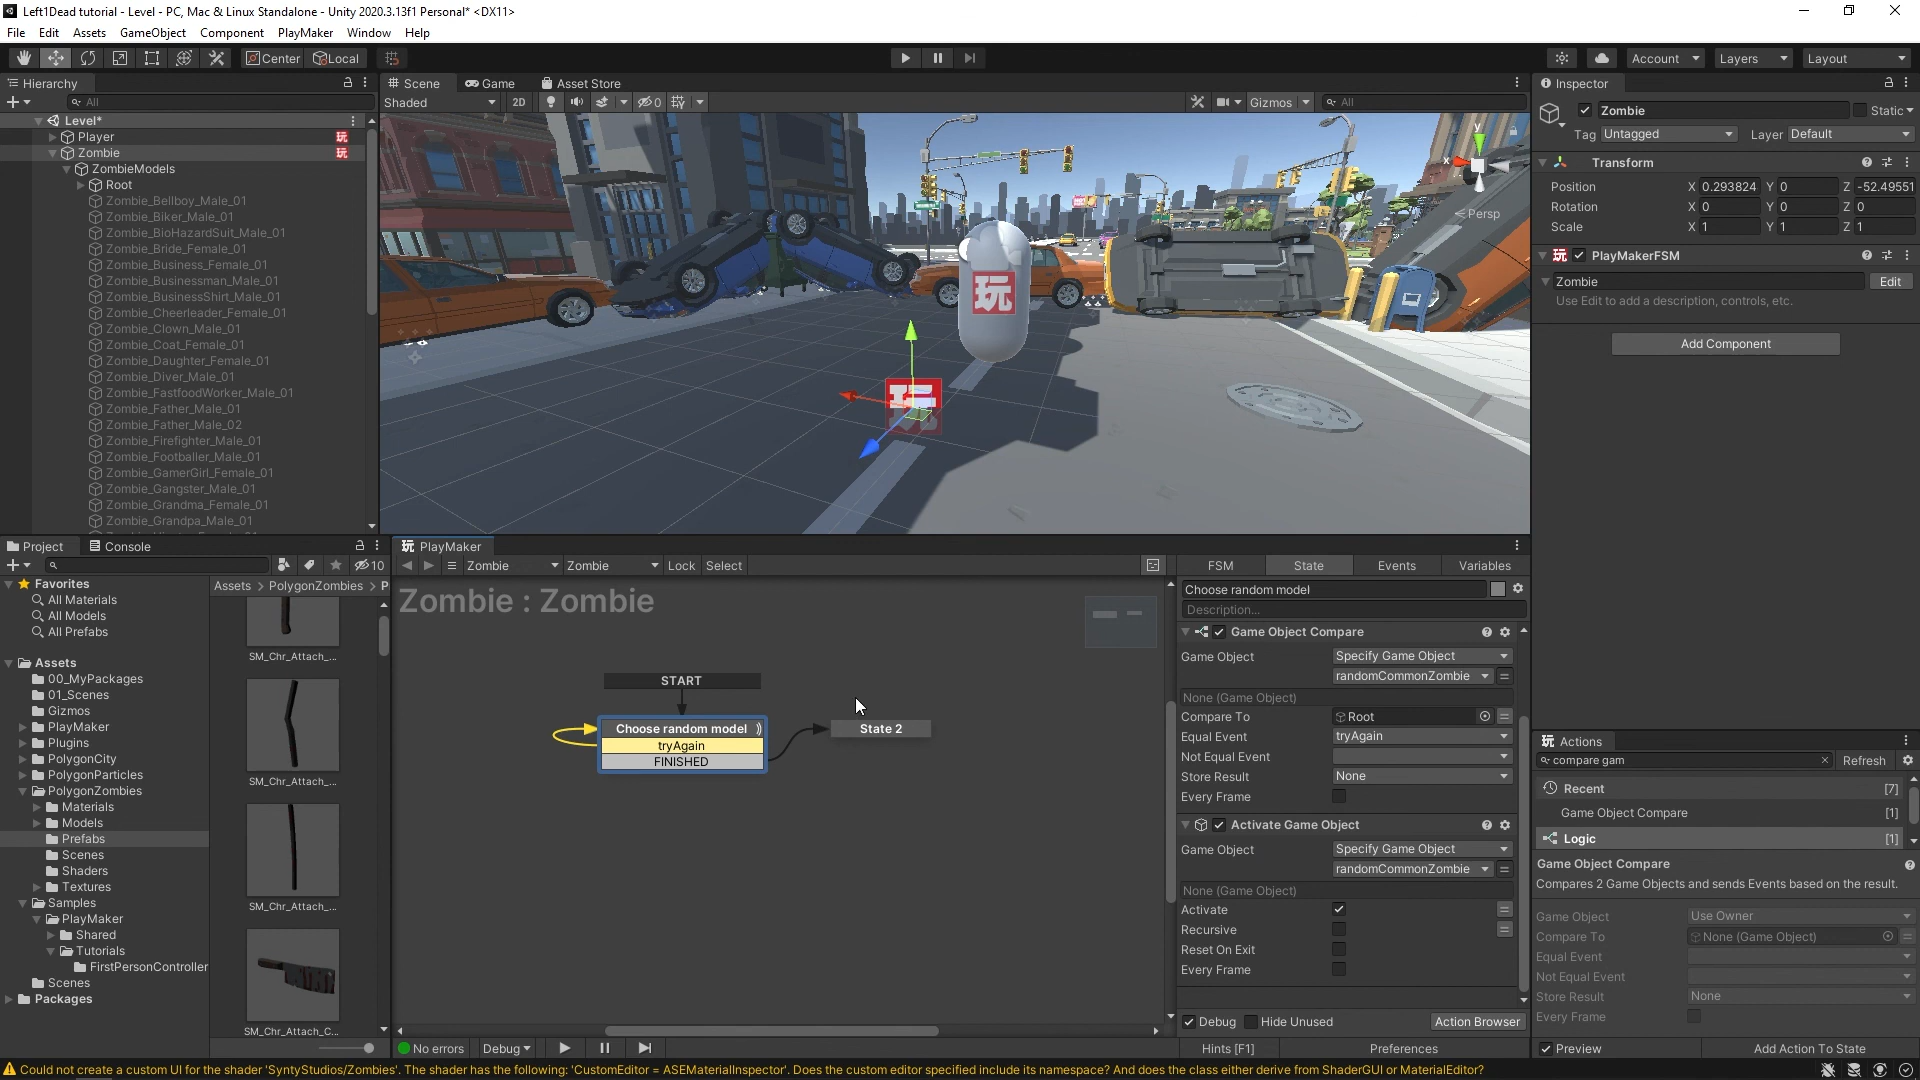 Left1Dead tutorial - Level - PC, Mac & Linux Standalone - Unity 2020.3.13f1 Personal* <DX11>
File Edit Assets GameObject Component PlayMaker Window Help
Center Local
Account Layers Layout
Hierarchy
All
Level*
Player 玩
Zombie 玩
ZombieModels
Root
Zombie_Bellboy_Male_01
Zombie_Biker_Male_01
Zombie_BioHazardSuit_Male_01
Zombie_Bride_Female_01
Zombie_Business_Female_01
Zombie_Businessman_Male_01
Zombie_BusinessShirt_Male_01
Zombie_Cheerleader_Female_01
Zombie_Clown_Male_01
Zombie_Coat_Female_01
Zombie_Daughter_Female_01
Zombie_Diver_Male_01
Zombie_FastfoodWorker_Male_01
Zombie_Father_Male_01
Zombie_Father_Male_02
Zombie_Firefighter_Male_01
Zombie_Footballer_Male_01
Zombie_GamerGirl_Female_01
Zombie_Gangster_Male_01
Zombie_Grandma_Female_01
Zombie_Grandpa_Male_01
Scene Game Asset Store
Shaded 2D 0 Gizmos All
y
x
Persp
玩
玩
Inspector
Zombie Static
Tag Untagged Layer Default
Transform
Position X 0.293824 Y 0 Z -52.49551
Rotation X 0 Y 0 Z 0
Scale X 1 Y 1 Z 1
玩 PlayMakerFSM
Zombie Edit
Use Edit to add a description, controls, etc.
Add Component
Project Console
10
Favorites
All Materials
All Models
All Prefabs
Assets
00_MyPackages
01_Scenes
Gizmos
PlayMaker
Plugins
PolygonCity
PolygonParticles
PolygonZombies
Materials
Models
Prefabs
Scenes
Shaders
Textures
Samples
PlayMaker
Shared
Tutorials
FirstPersonController
Scenes
Packages
Assets > PolygonZombies > P
SM_Chr_Attach_...
SM_Chr_Attach_...
SM_Chr_Attach_...
SM_Chr_Attach_C...
玩 PlayMaker
Zombie Zombie Lock Select
Zombie : Zombie
START
Choose random model
tryAgain
FINISHED
State 2
No errors Debug
FSM State Events Variables
Choose random model
Description...
Game Object Compare
Game Object Specify Game Object
randomCommonZombie
None (Game Object)
Compare To Root
Equal Event tryAgain
Not Equal Event
Store Result None
Every Frame
Activate Game Object
Game Object Specify Game Object
randomCommonZombie
None (Game Object)
Activate
Recursive
Reset On Exit
Every Frame
Debug Hide Unused Action Browser
Hints [F1] Preferences
玩 Actions
compare gam Refresh
Recent [7]
Game Object Compare [1]
Logic [1]
Game Object Compare
Compares 2 Game Objects and sends Events based on the result.
Game Object Use Owner
Compare To None (Game Object)
Equal Event
Not Equal Event
Store Result None
Every Frame
Preview Add Action To State
Could not create a custom UI for the shader 'SyntyStudios/Zombies'. The shader has the following: 'CustomEditor = ASEMaterialInspector'. Does the custom editor specified include its namespace? And does the class either derive from ShaderGUI or MaterialEditor?